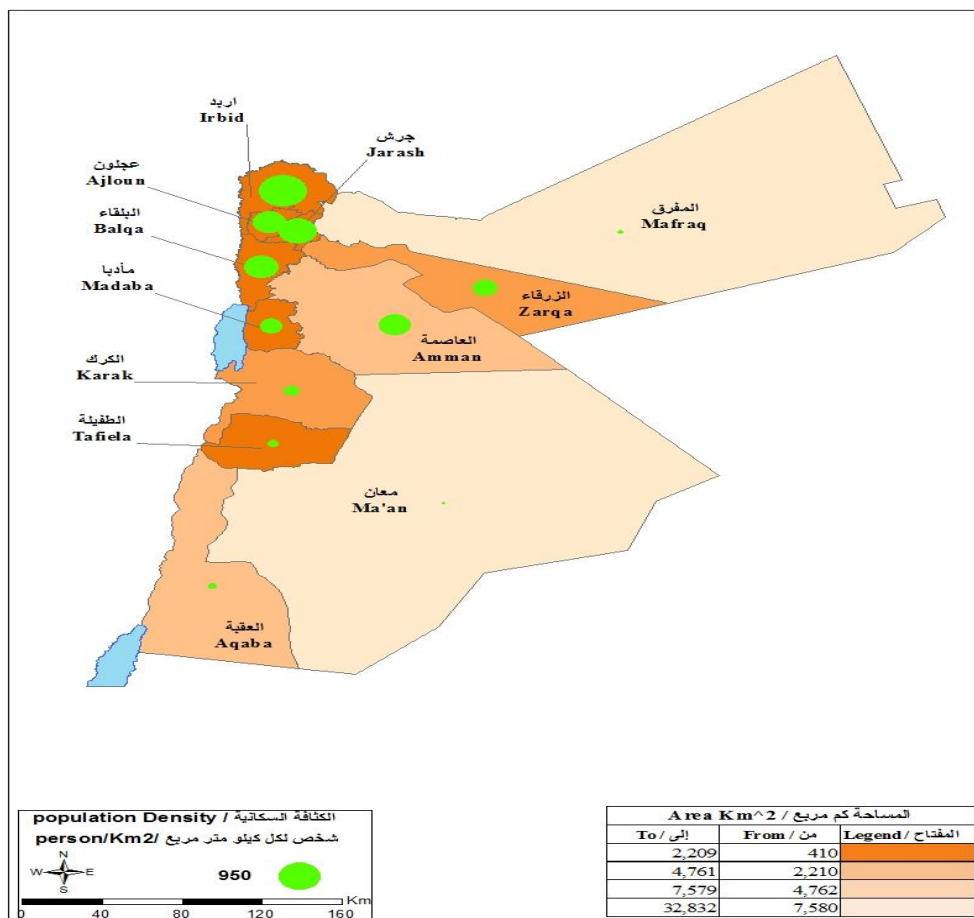 اربد
Irbid
جرش
Jarash
عجلون
Ajloun
البلقاء
Balqa
المفرق
Mafraq
مأدبا
Madaba
الزرقاء
Zarqa
العاصمة
Amman
الكرك
Karak
الطفيلة
Tafiela
معان
Ma'an
العقبة
Aqaba
population Density / الكثافة السكانية
person/Km2/ شخص لكل كيلو متر مربع
N
W E
S
950
Km
0 40 80 120 160
Area Km^2 / المساحة كم مربع
To / إلى From / من Legend / المفتاح
2,209 410
4,761 2,210
7,579 4,762
32,832 7,580